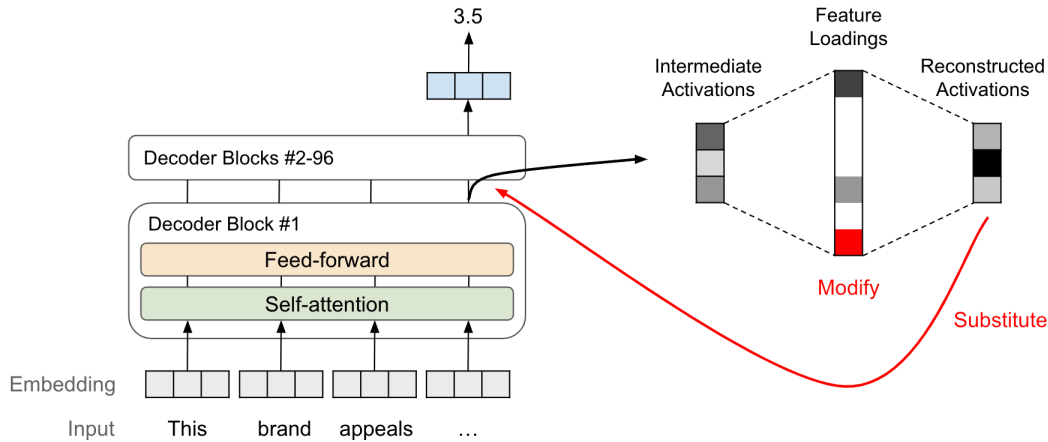 3.5
Feature
Loadings
Intermediate
Activations
Reconstructed
Activations
Decoder Blocks #2-96
Decoder Block #1
Feed-forward
Self-attention
Modify
Substitute
Embedding
Input This brand appeals ...